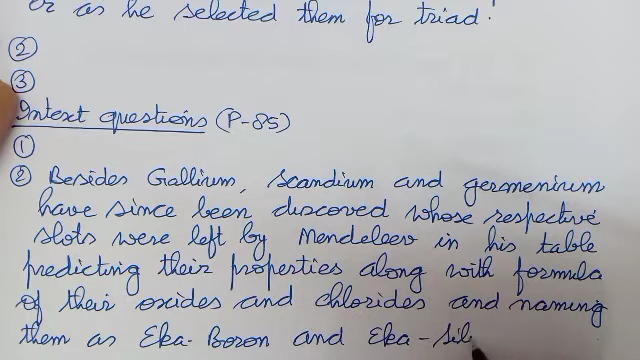 or as he selected them for triad.
②
③
Intext questions (P-85)
①
② Besides Gallium, scandium and germenium
have since been discoved whose respective
slots were left by Mendeleev in his table
predicting their properties along with formula
of their oxides and chlorides and naming
them as Eka-Boron and Eka-Sil